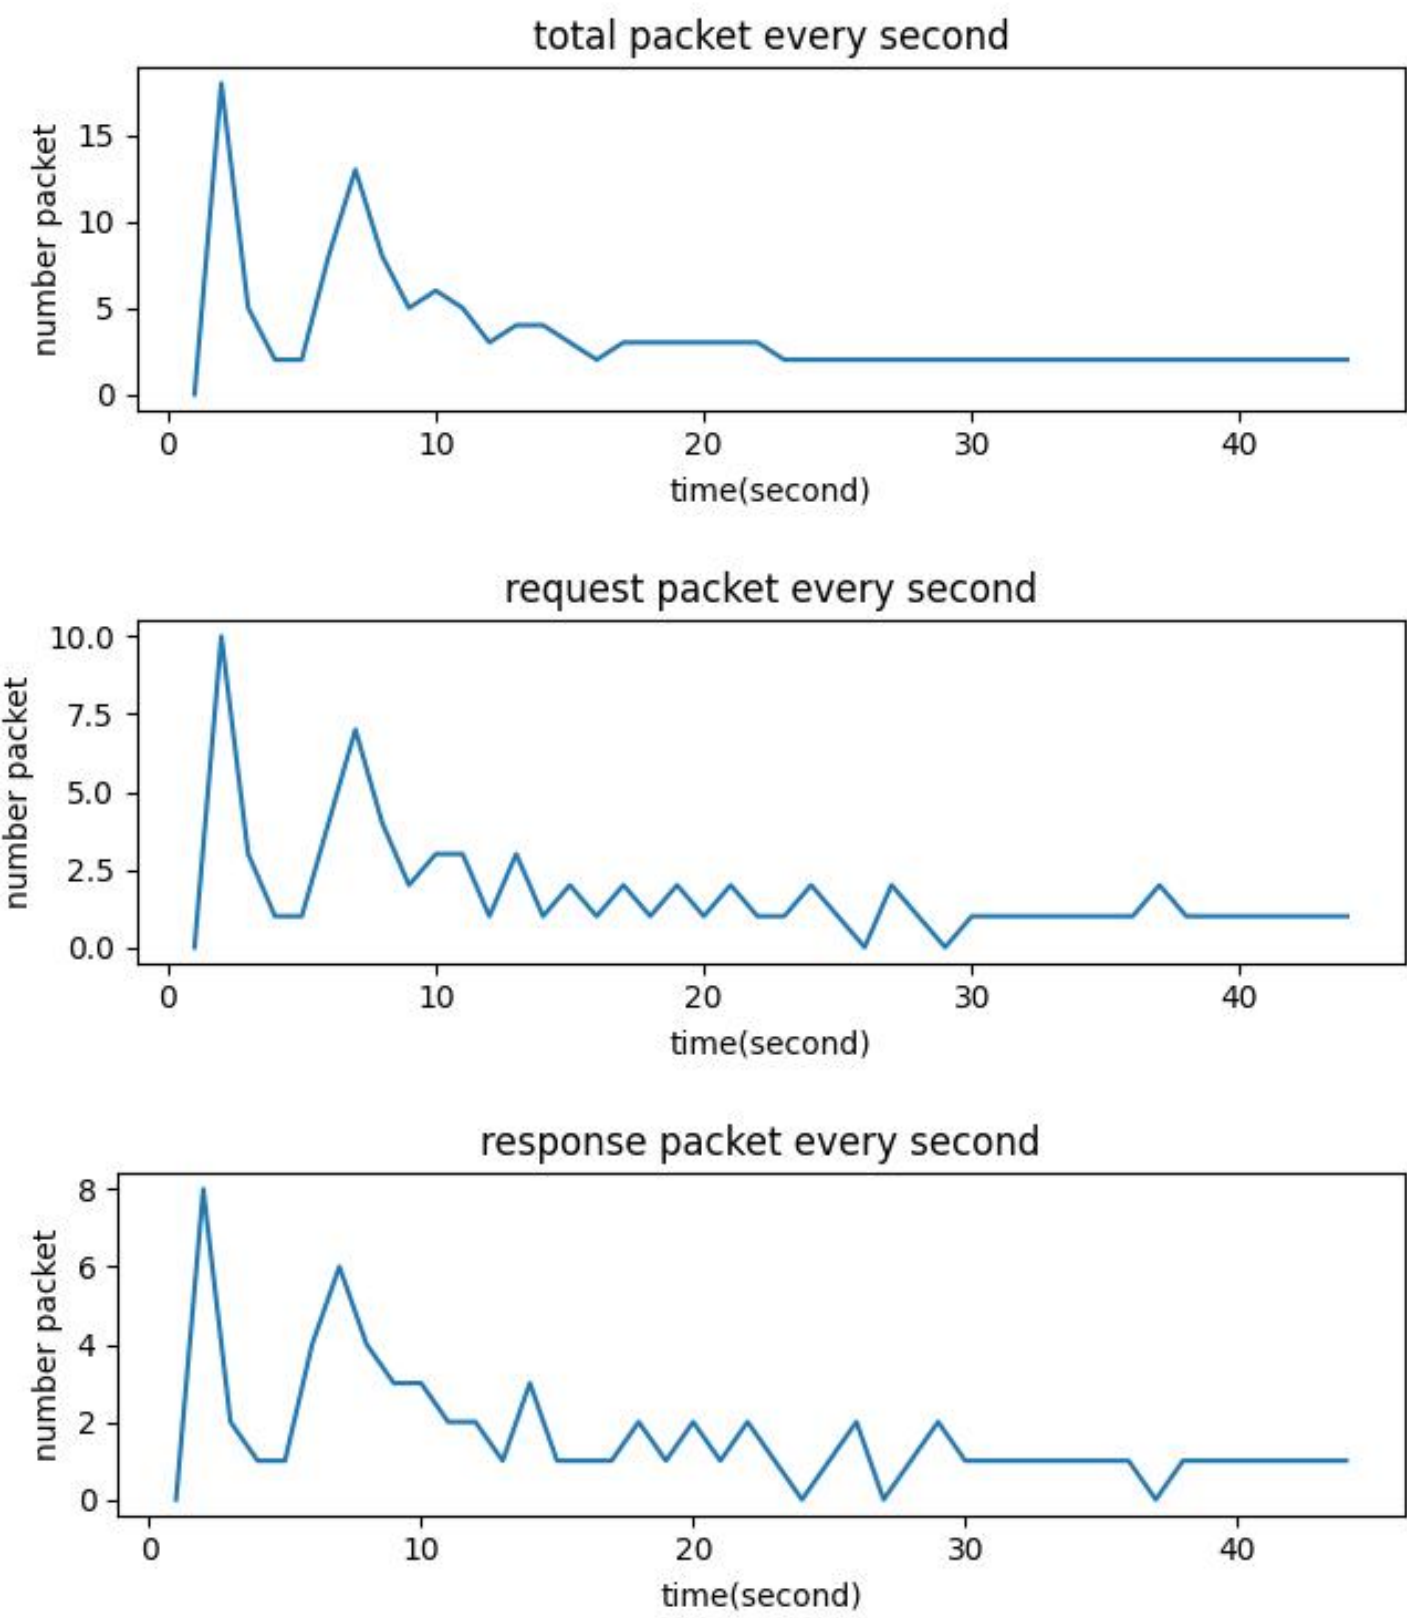 total packet every second
number packet
15
10
5
0
0 10 20 30 40
time(second)
request packet every second
number packet
10.0
7.5
5.0
2.5
0.0
0 10 20 30 40
time(second)
response packet every second
number packet
8
6
4
2
0
0 10 20 30 40
time(second)